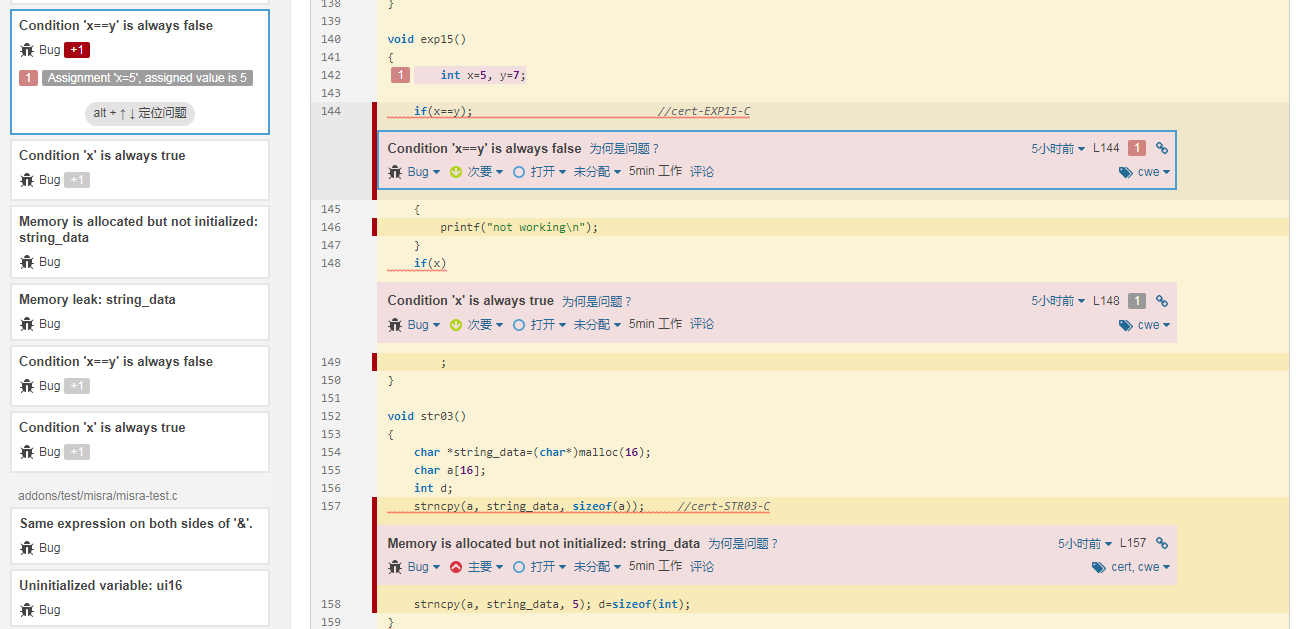 Condition 'x==y' is always false
Bug +1
1 Assignment 'x=5', assigned value is 5
alt + ↑ ↓ 定位问题
Condition 'x' is always true
Bug +1
Memory is allocated but not initialized:
string_data
Bug
Memory leak: string_data
Bug
Condition 'x==y' is always false
Bug +1
Condition 'x' is always true
Bug +1
addons/test/misra/misra-test.c
Same expression on both sides of '&'.
Bug
Uninitialized variable: ui16
Bug
138 }
139
140 void exp15()
141 {
142 1 int x=5, y=7;
143
144 if(x==y); //cert-EXP15-C
Condition 'x==y' is always false 为何是问题？ 5小时前 L144 1
Bug 次要 打开 未分配 5min 工作 评论 cwe
145 {
146 printf("not working\n");
147 }
148 if(x)
Condition 'x' is always true 为何是问题？ 5小时前 L148 1
Bug 次要 打开 未分配 5min 工作 评论 cwe
149 ;
150 }
151
152 void str03()
153 {
154 char *string_data=(char*)malloc(16);
155 char a[16];
156 int d;
157 strncpy(a, string_data, sizeof(a)); //cert-STR03-C
Memory is allocated but not initialized: string_data 为何是问题？ 5小时前 L157
Bug 主要 打开 未分配 5min 工作 评论 cert, cwe
158 strncpy(a, string_data, 5); d=sizeof(int);
159 }